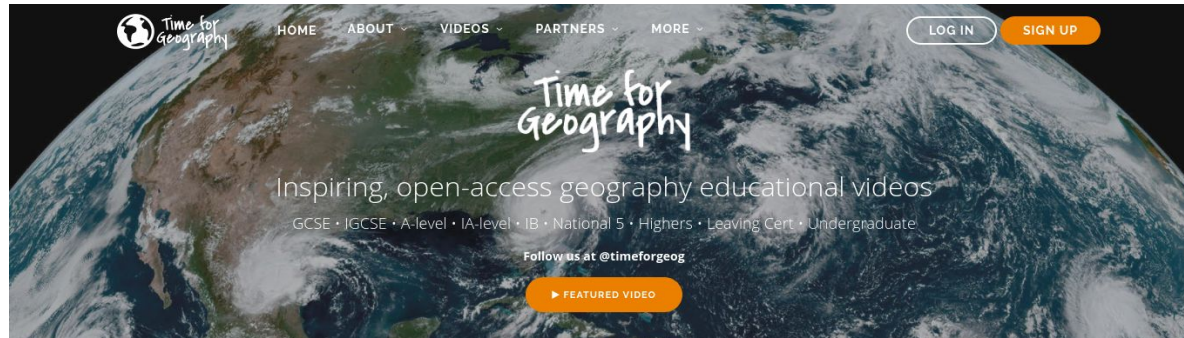 Time for
Geography
HOME
ABOUT
VIDEOS
PARTNERS
MORE
LOG IN
SIGN UP
Time for
Geography
Inspiring, open-access geography educational videos
GCSE • IGCSE • A-level • IA-level • IB • National 5 • Highers • Leaving Cert • Undergraduate
Follow us at @timeforgeog
▶ FEATURED VIDEO